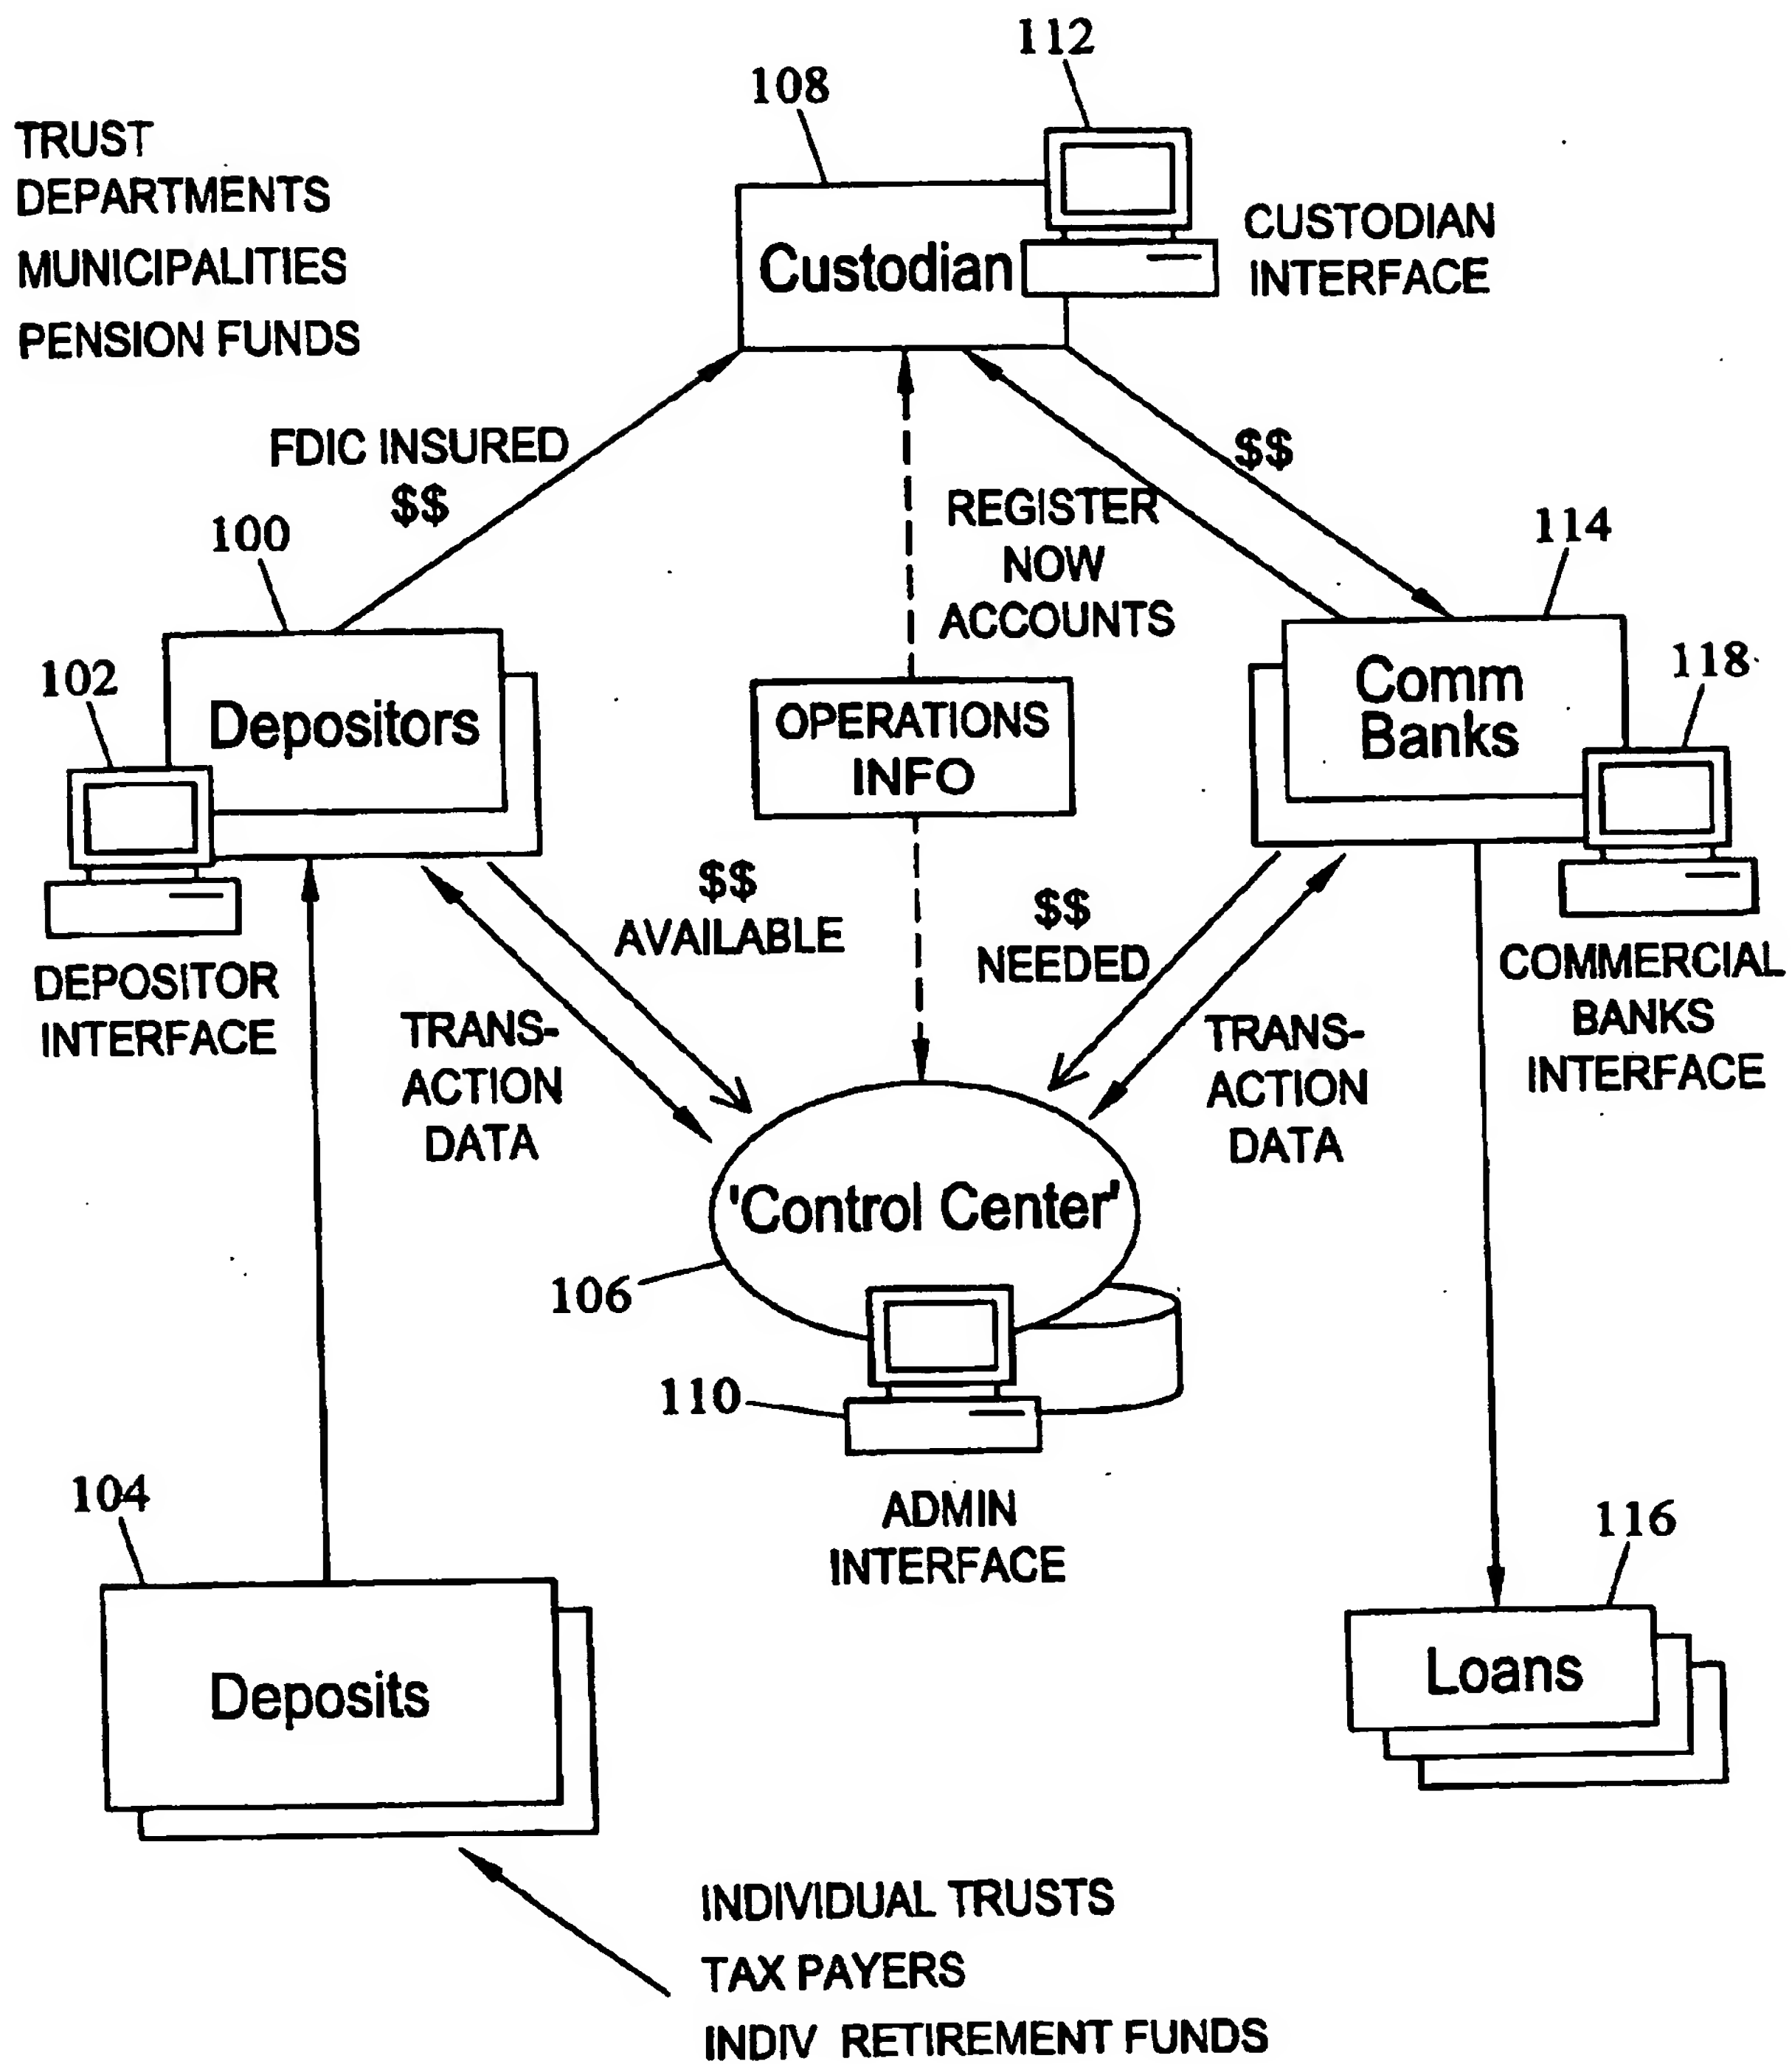 112
108
TRUST
DEPARTMENTS
MUNICIPALITIES
PENSION FUNDS
Custodian
CUSTODIAN
INTERFACE
FDIC INSURED
$$
$$
REGISTER
NOW
ACCOUNTS
100
114
102
Depositors
OPERATIONS
INFO
Comm
Banks
118
DEPOSITOR
INTERFACE
$$
AVAILABLE
$$
NEEDED
COMMERCIAL
BANKS
INTERFACE
TRANS-
ACTION
DATA
TRANS-
ACTION
DATA
'Control Center'
106
110
ADMIN
INTERFACE
104
116
Deposits
Loans
INDIVIDUAL TRUSTS
TAX PAYERS
INDIV RETIREMENT FUNDS